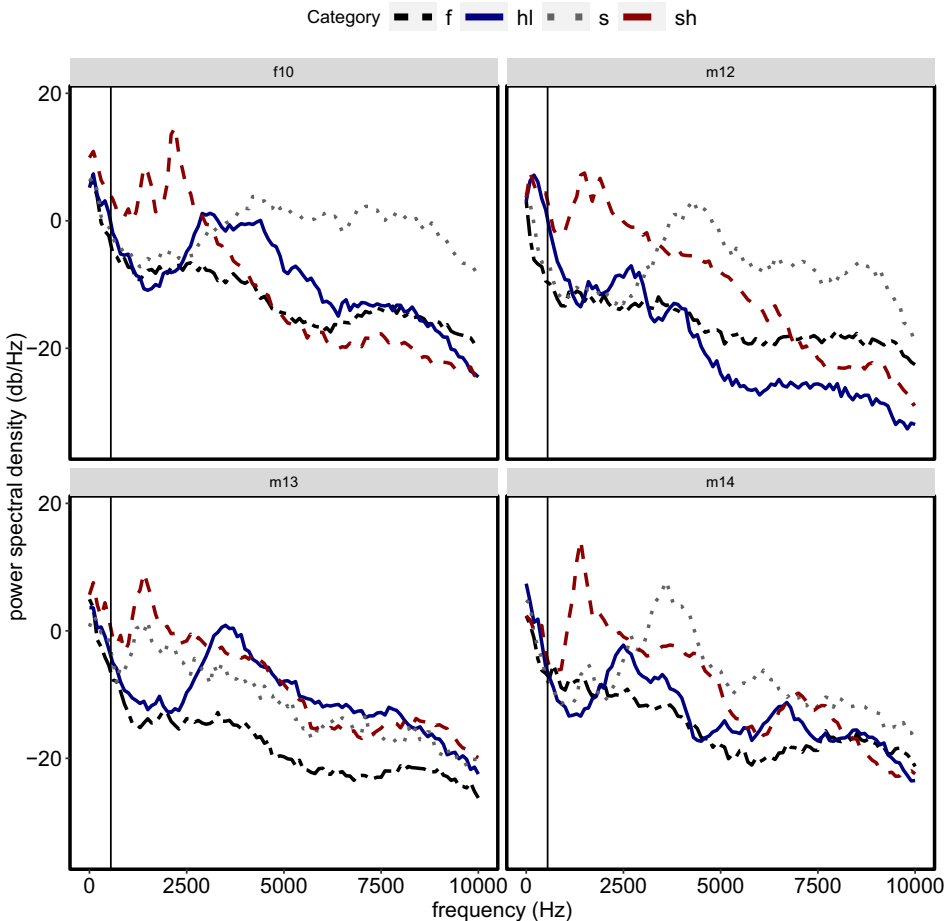 Category f hl s sh
f10 m12
20
0
−20
m13 m14
20
0
−20
0 2500 5000 7500 10000 0 2500 5000 7500 10000
frequency (Hz)
power spectral density (db/Hz)